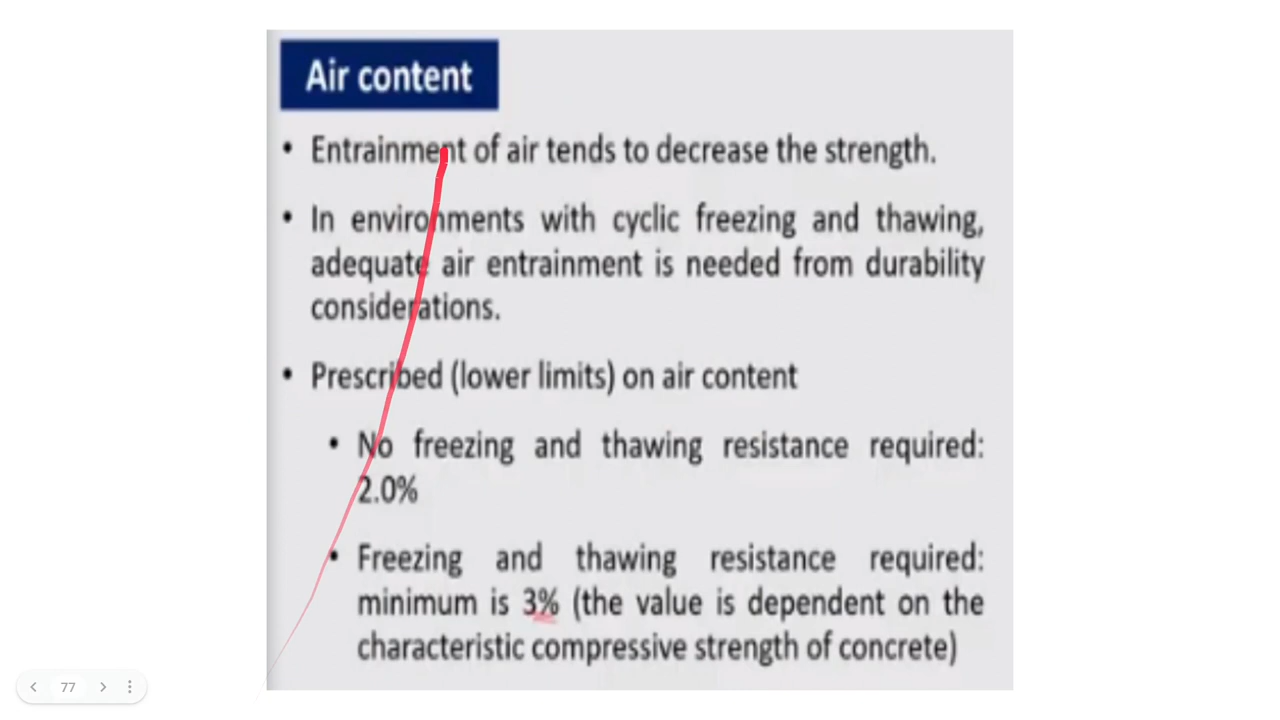 Air content
• Entrainment of air tends to decrease the strength.
• In environments with cyclic freezing and thawing,
adequate air entrainment is needed from durability
considerations.
• Prescribed (lower limits) on air content
• No freezing and thawing resistance required:
2.0%
• Freezing and thawing resistance required:
minimum is 3% (the value is dependent on the
characteristic compressive strength of concrete)
77